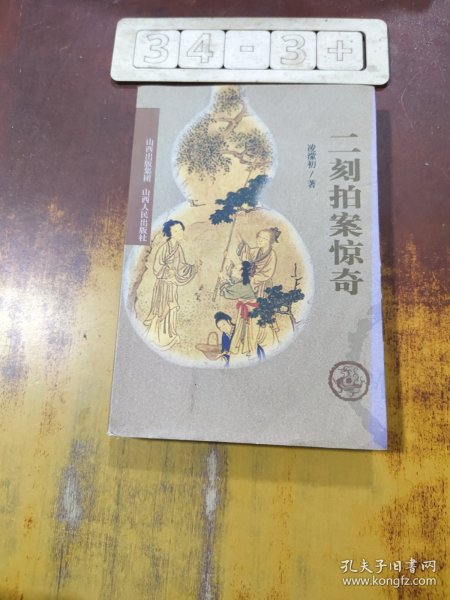 34-3+
二刻拍案惊奇
凌濛初/著
山西出版集团 山西人民出版社
孔夫子旧书网
www.kongfz.com